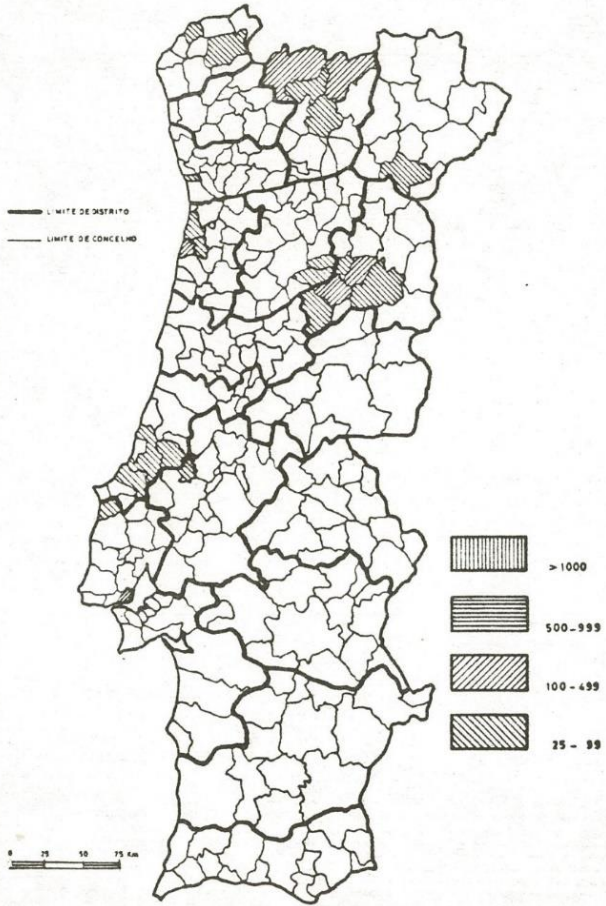 LIMITE DE DISTRITO
LIMITE DE CONCELHO
> 1000
500-999
100-499
25-99
0 25 50 75 Km